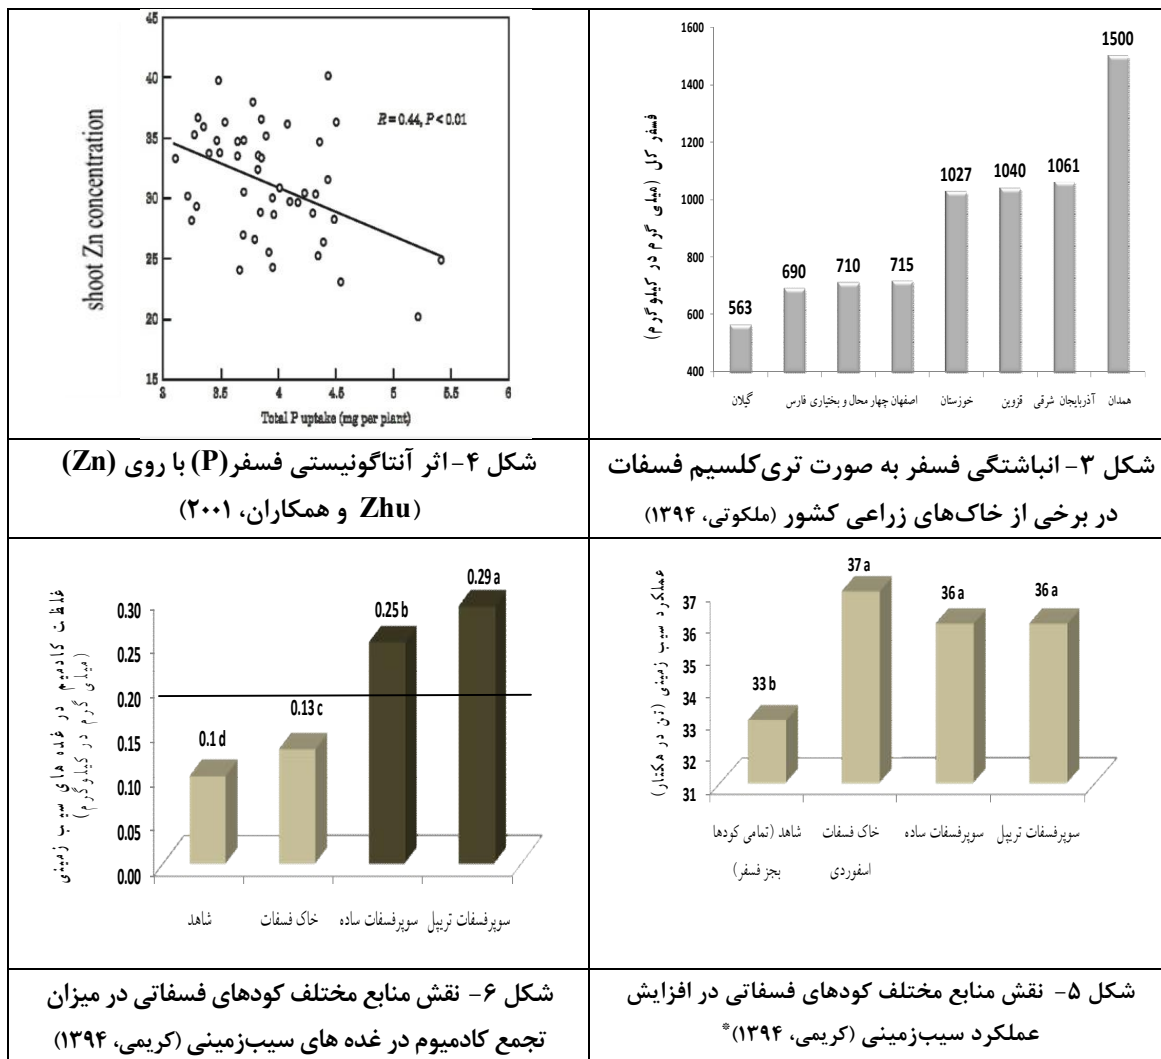 فسفر کل (میلی گرم در کیلوگرم)
1600
1400
1200
1000
800
600
400
563
690
710
715
1027
1040
1061
1500
همدان آذربایجان شرقی قزوین خوزستان اصفهان چهار محال و بختیاری فارس گیلان
شکل ۳- انباشتگی فسفر به صورت تری‌کلسیم فسفات
در برخی از خاک‌های زراعی کشور (ملکوتی، ۱۳۹۴)
shoot Zn concentration
45
40
35
30
25
20
15
R = 0.44, P < 0.01
3 3.5 4 4.5 5 5.5 6
Total P uptake (mg per plant)
شکل ۴- اثر آنتاگونیستی فسفر(P) با روی (Zn)
(Zhu و همکاران، ۲۰۰۱)
عملکرد سیب زمینی (تن در هکتار)
37
36
35
34
33
32
31
33 b
37 a
36 a
36 a
سوپرفسفات تریپل سوپرفسفات ساده خاک فسفات شاهد (تمامی کودها
اسفوردی بجز فسفر)
شکل ۵- نقش منابع مختلف کودهای فسفاتی در افزایش
عملکرد سیب‌زمینی (کریمی، ۱۳۹۴)*
غلظت کادمیم در غده های سیب زمینی
(میلی گرم در کیلوگرم)
0.30
0.25
0.20
0.15
0.10
0.05
0.00
0.1 d
0.13 c
0.25 b
0.29 a
سوپرفسفات تریپل سوپرفسفات ساده خاک فسفات شاهد
شکل ۶- نقش منابع مختلف کودهای فسفاتی در میزان
تجمع کادمیوم در غده های سیب‌زمینی (کریمی، ۱۳۹۴)